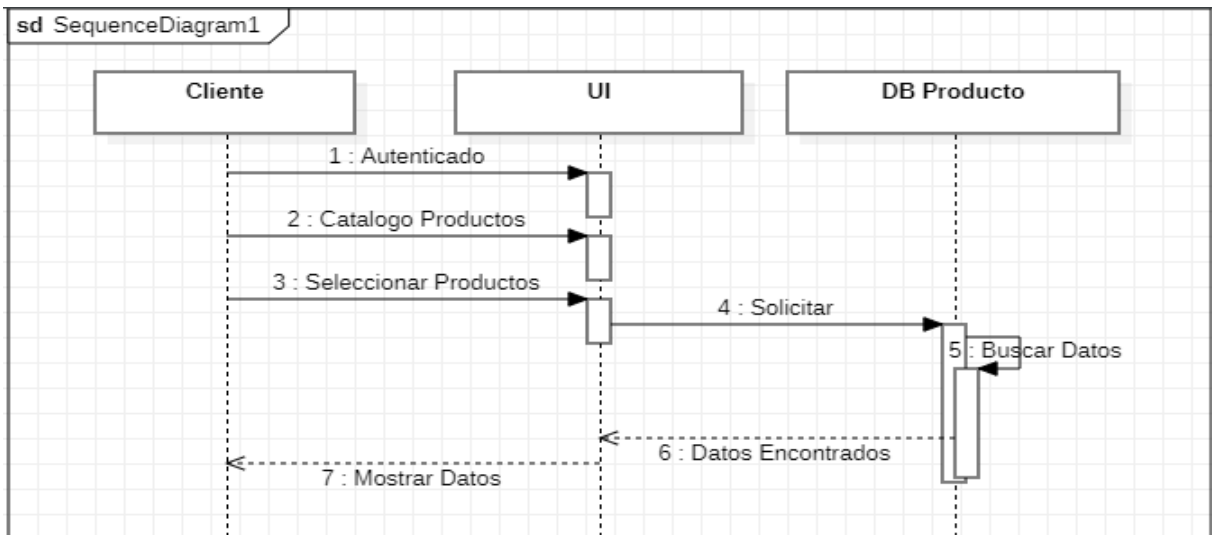 sd SequenceDiagram1
Cliente
UI
DB Producto
1 : Autenticado
2 : Catalogo Productos
3 : Seleccionar Productos
4 : Solicitar
5 : Buscar Datos
6 : Datos Encontrados
7 : Mostrar Datos